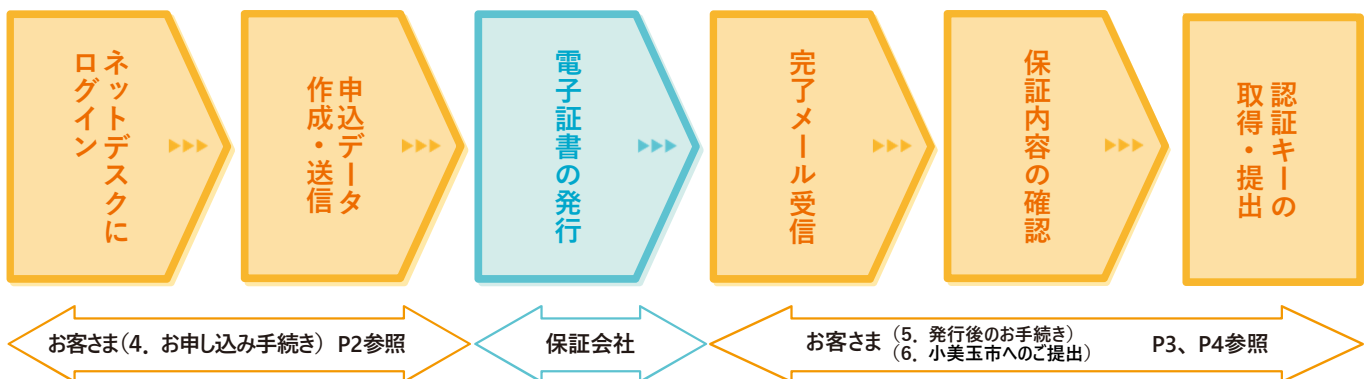 ネットデスクに
ログイン
申込データ
作成・送信
電子証書の発行
完了メール受信
保証内容の確認
認証キーの
取得・提出
お客さま（4．お申し込み手続き） P2参照
保証会社
お客さま （5．発行後のお手続き） P3、P4参照
（6．小美玉市へのご提出）